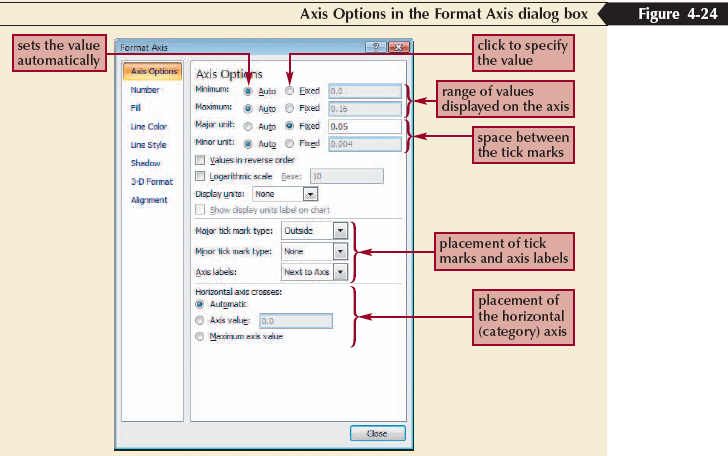 Axis Options in the Format Axis dialog box
Figure 4-24
sets the value
automatically
click to specify
the value
range of values
displayed on the axis
space between
the tick marks
placement of tick
marks and axis labels
placement of
the horizontal
(category) axis
Format Axis
Axis Options
Number
Fill
Line Color
Line Style
Shadow
3-D Format
Alignment
Axis Options
Minimum: Auto Fixed 0.0
Maximum: Auto Fixed 0.16
Major unit: Auto Fixed 0.05
Minor unit: Auto Fixed 0.004
Values in reverse order
Logarithmic scale Base: 10
Display units: None
Show display units label on chart
Major tick mark type: Outside
Minor tick mark type: None
Axis labels: Next to Axis
Horizontal axis crosses:
Automatic
Axis value: 0.0
Maximum axis value
Close